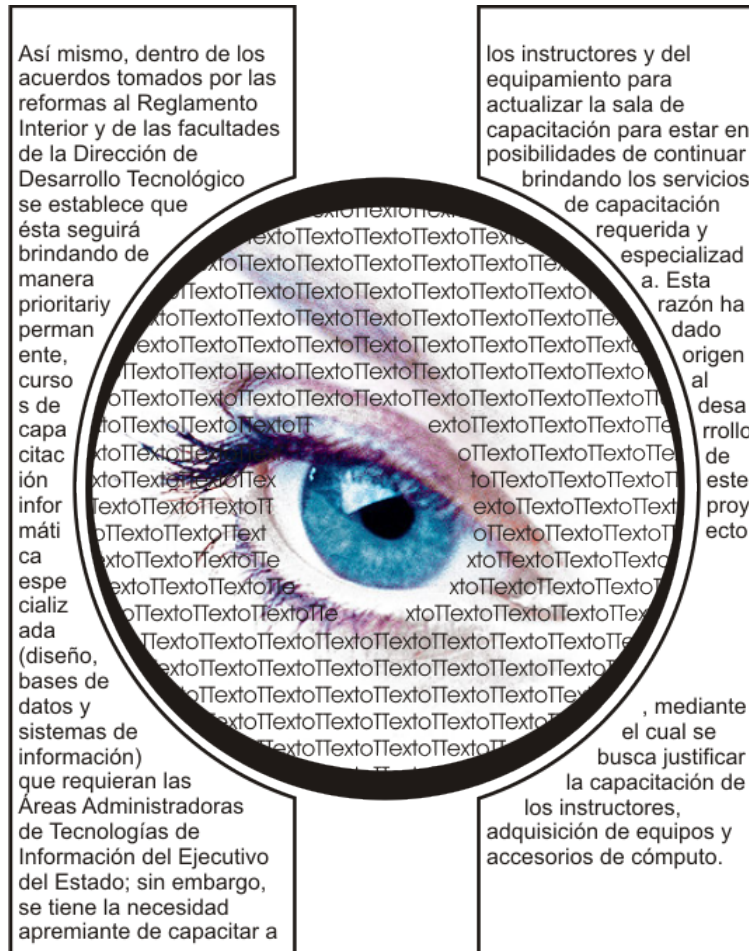 Así mismo, dentro de los
acuerdos tomados por las
reformas al Reglamento
Interior y de las facultades
de la Dirección de
Desarrollo Tecnológico
se establece que
ésta seguirá
brindando de
manera
prioritariy
perman
ente,
curso
s de
capa
citac
ión
infor
máti
ca
espe
cializ
ada
(diseño,
bases de
datos y
sistemas de
información)
que requieran las
Áreas Administradoras
de Tecnologías de
Información del Ejecutivo
del Estado; sin embargo,
se tiene la necesidad
apremiante de capacitar a
los instructores y del
equipamiento para
actualizar la sala de
capacitación para estar en
posibilidades de continuar
brindando los servicios
de capacitación
requerida y
especializad
a. Esta
razón ha
dado
origen
al
desa
rrollo
de
este
proy
ecto
, mediante
el cual se
busca justificar
la capacitación de
los instructores,
adquisición de equipos y
accesorios de cómputo.